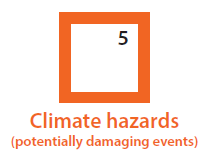 5
Climate hazards
(potentially damaging events)